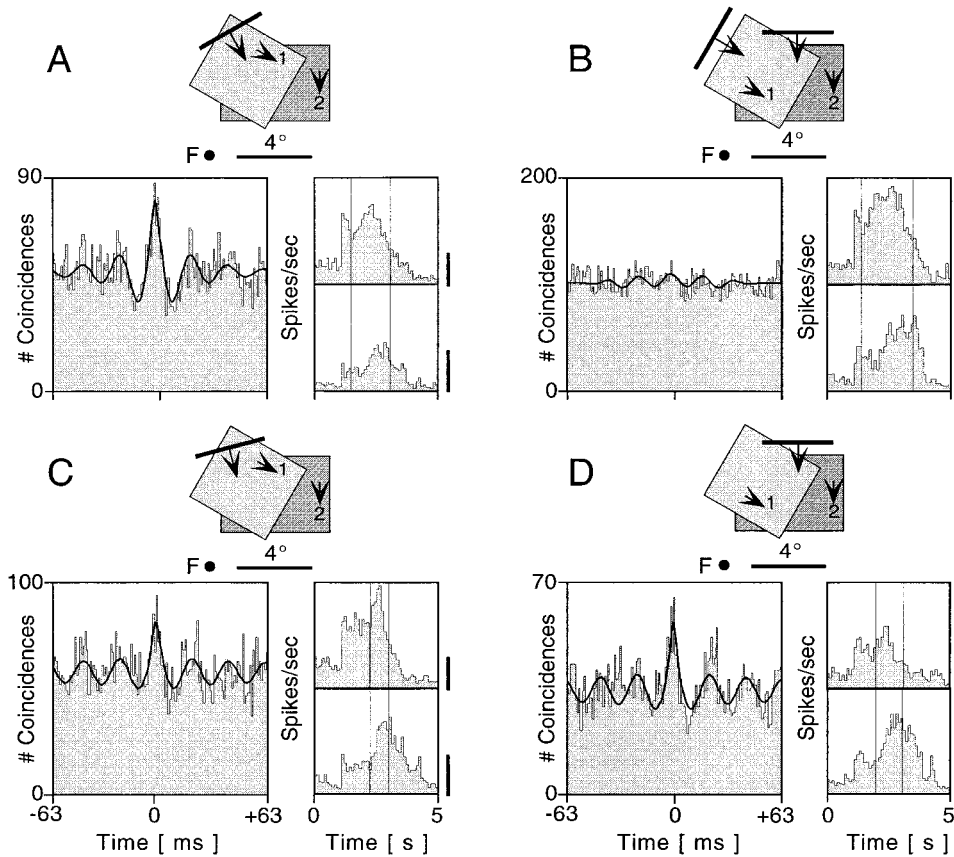 A
1
2
4°
F
90
# Coincidences
0
Spikes/sec
B
1
2
4°
F
200
# Coincidences
0
Spikes/sec
C
1
2
4°
F
100
# Coincidences
0
-63
0
+63
Time [ ms ]
Spikes/sec
0
5
Time [ s ]
D
1
2
4°
F
70
# Coincidences
0
-63
0
+63
Time [ ms ]
Spikes/sec
0
5
Time [ s ]